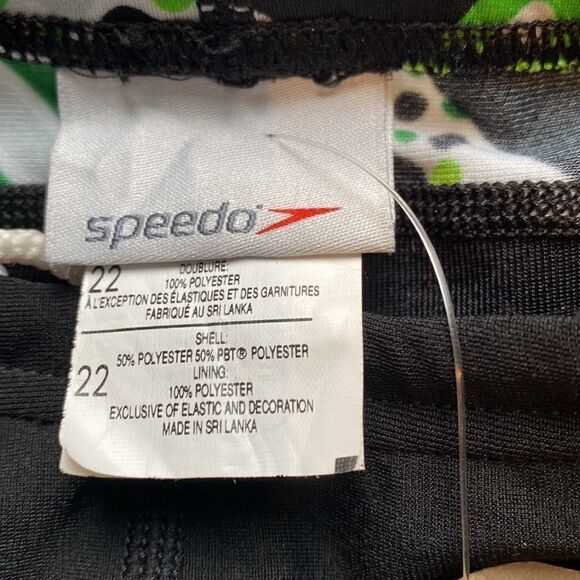 speedo
22
DOUBLURE:
100% POLYESTER
À L'EXCEPTION DES ÉLASTIQUES ET DES GARNITURES
FABRIQUÉ AU SRI LANKA
SHELL:
50% POLYESTER 50% PBT® POLYESTER
LINING:
22
100% POLYESTER
EXCLUSIVE OF ELASTIC AND DECORATION
MADE IN SRI LANKA